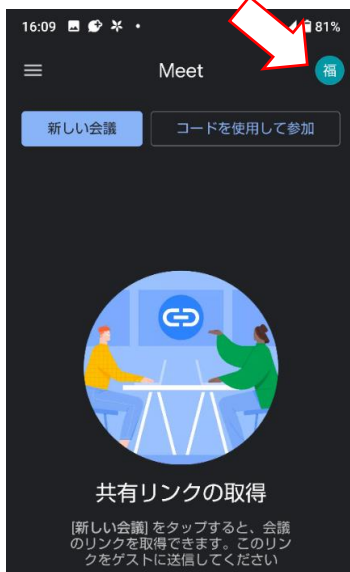 16:09 81%
Meet 福
新しい会議 コードを使用して参加
共有リンクの取得
[新しい会議] をタップすると、会議
のリンクを取得できます。このリン
クをゲストに送信してください